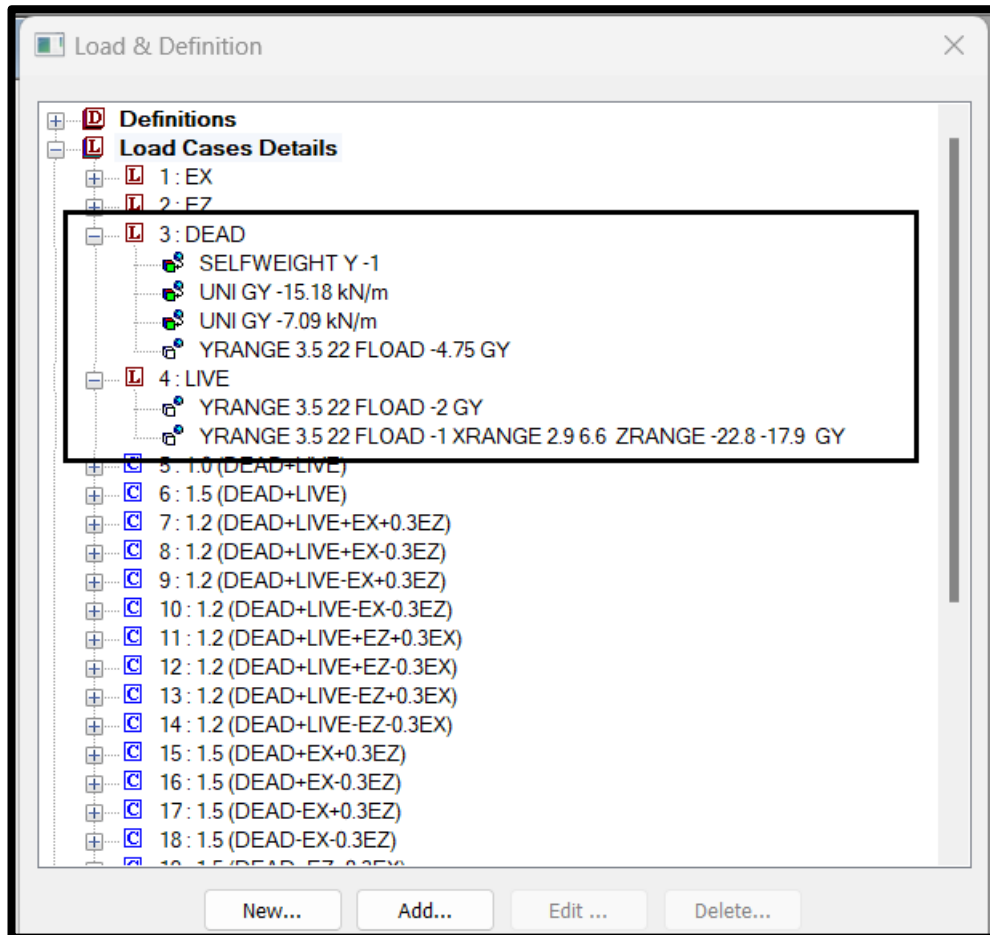 Load & Definition
D Definitions
L Load Cases Details
L 1 : EX
L 2 : EZ
L 3 : DEAD
SELFWEIGHT Y -1
UNI GY -15.18 kN/m
UNI GY -7.09 kN/m
YRANGE 3.5 22 FLOAD -4.75 GY
L 4 : LIVE
YRANGE 3.5 22 FLOAD -2 GY
YRANGE 3.5 22 FLOAD -1 XRANGE 2.9 6.6 ZRANGE -22.8 -17.9 GY
C 5 : 1.0 (DEAD+LIVE)
C 6 : 1.5 (DEAD+LIVE)
C 7 : 1.2 (DEAD+LIVE+EX+0.3EZ)
C 8 : 1.2 (DEAD+LIVE+EX-0.3EZ)
C 9 : 1.2 (DEAD+LIVE-EX+0.3EZ)
C 10 : 1.2 (DEAD+LIVE-EX-0.3EZ)
C 11 : 1.2 (DEAD+LIVE+EZ+0.3EX)
C 12 : 1.2 (DEAD+LIVE+EZ-0.3EX)
C 13 : 1.2 (DEAD+LIVE-EZ+0.3EX)
C 14 : 1.2 (DEAD+LIVE-EZ-0.3EX)
C 15 : 1.5 (DEAD+EX+0.3EZ)
C 16 : 1.5 (DEAD+EX-0.3EZ)
C 17 : 1.5 (DEAD-EX+0.3EZ)
C 18 : 1.5 (DEAD-EX-0.3EZ)
New... Add... Edit ... Delete...